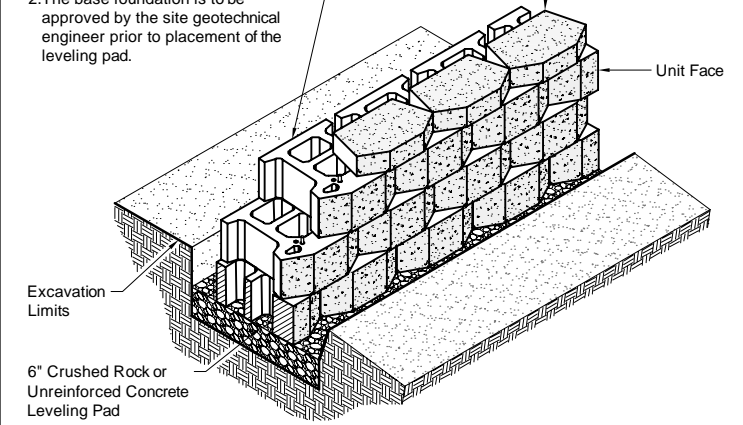 2.The base foundation is to be
approved by the site geotechnical
engineer prior to placement of the
leveling pad.
Unit Face
Excavation
Limits
6" Crushed Rock or
Unreinforced Concrete
Leveling Pad